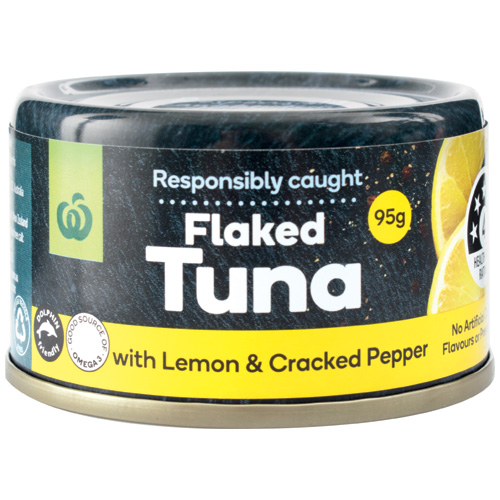 Responsibly caught
Flaked
95g
Tuna
DOLPHIN
friendly
GOOD SOURCE OF
OMEGA 3
with Lemon & Cracked Pepper
No Artific
Flavours or